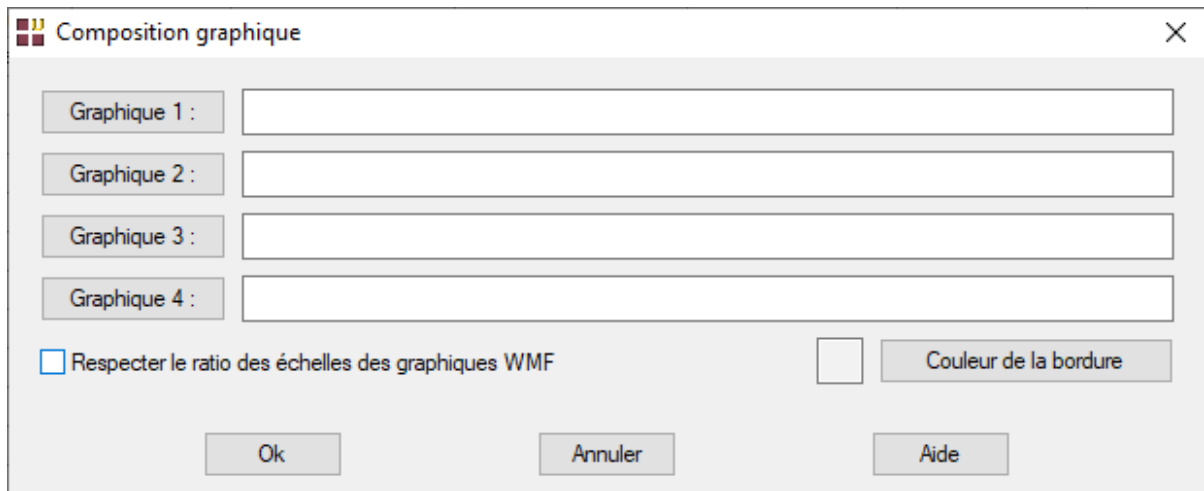 Composition graphique
Graphique 1 :
Graphique 2 :
Graphique 3 :
Graphique 4 :
Respecter le ratio des échelles des graphiques WMF
Couleur de la bordure
Ok
Annuler
Aide